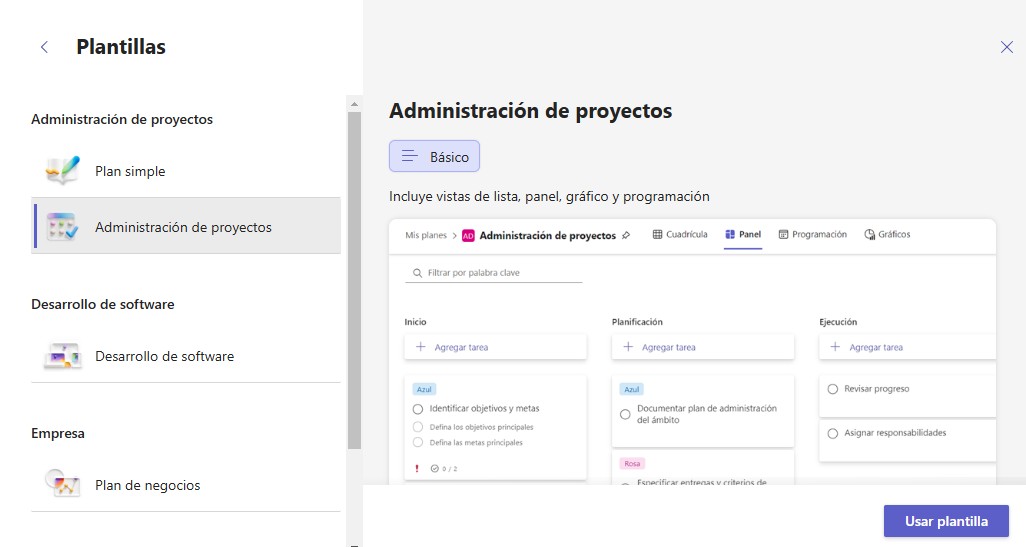 Plantillas
Administración de proyectos
Plan simple
Administración de proyectos
Desarrollo de software
Desarrollo de software
Empresa
Plan de negocios
Administración de proyectos
Básico
Incluye vistas de lista, panel, gráfico y programación
Mis planes > AD Administración de proyectos Cuadrícula Panel Programación Gráficos
Filtrar por palabra clave
Inicio
Agregar tarea
Azul
Identificar objetivos y metas
Defina los objetivos principales
Defina las metas principales
0 / 2
Planificación
Agregar tarea
Azul
Documentar plan de administración
del ámbito
Rosa
Especificar entregas y criterios de
Ejecución
Agregar tarea
Revisar progreso
Asignar responsabilidades
Usar plantilla